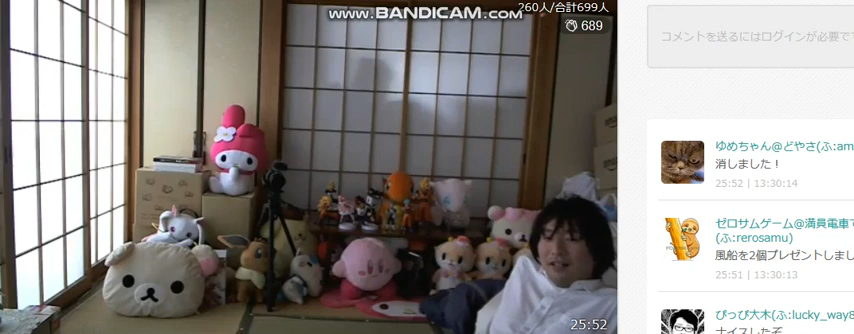 www.BANDICAM.com
260人/合計699人
689
25:52
コメントを送るにはログインが必要で
ゆめちゃん@どやさ(ふ:am
消しました！
25:52 | 13:30:14
ゼロサムゲーム@満員電車で
(ふ:rerosamu)
風船を2個プレゼントしまし
25:51 | 13:30:13
ぴっぴ大木(ふ:lucky_way8
ナイスしたぞ